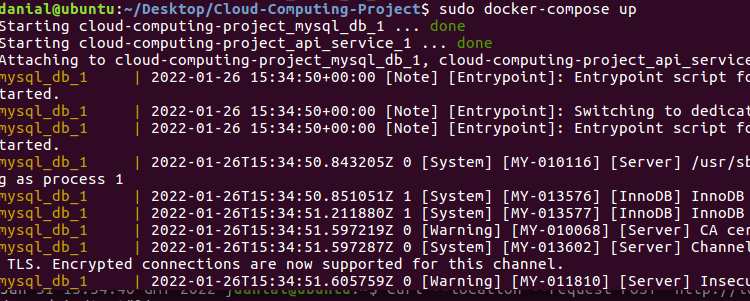 danial@ubuntu:~/Desktop/Cloud-Computing-Project$ sudo docker-compose up
Starting cloud-computing-project_mysql_db_1 ... done
Starting cloud-computing-project_api_service_1 ... done
Attaching to cloud-computing-project_mysql_db_1, cloud-computing-project_api_service
mysql_db_1 | 2022-01-26 15:34:50+00:00 [Note] [Entrypoint]: Entrypoint script fo
tarted.
mysql_db_1 | 2022-01-26 15:34:50+00:00 [Note] [Entrypoint]: Switching to dedicat
mysql_db_1 | 2022-01-26 15:34:50+00:00 [Note] [Entrypoint]: Entrypoint script fo
tarted.
mysql_db_1 | 2022-01-26T15:34:50.843205Z 0 [System] [MY-010116] [Server] /usr/sb
g as process 1
mysql_db_1 | 2022-01-26T15:34:50.851051Z 1 [System] [MY-013576] [InnoDB] InnoDB
mysql_db_1 | 2022-01-26T15:34:51.211880Z 1 [System] [MY-013577] [InnoDB] InnoDB
mysql_db_1 | 2022-01-26T15:34:51.597219Z 0 [Warning] [MY-010068] [Server] CA cer
mysql_db_1 | 2022-01-26T15:34:51.597287Z 0 [System] [MY-013602] [Server] Channel
TLS. Encrypted connections are now supported for this channel.
mysql_db_1 | 2022-01-26T15:34:51.605759Z 0 [Warning] [MY-011810] [Server] Insecu